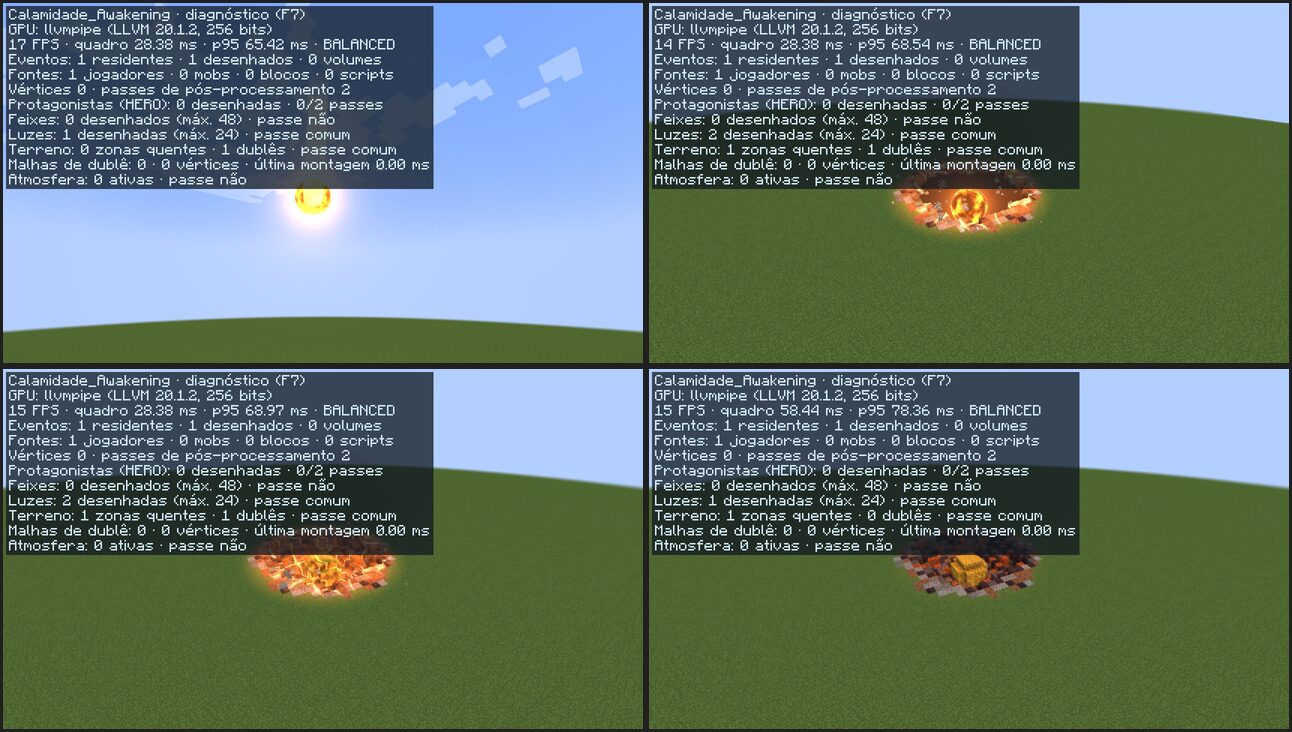 Calamidade_Awakening · diagnóstico (F7)
GPU: llvmpipe (LLVM 20.1.2, 256 bits)
17 FPS · quadro 28.38 ms · p95 65.42 ms · BALANCED
Eventos: 1 residentes · 1 desenhados · 0 volumes
Fontes: 1 jogadores · 0 mobs · 0 blocos · 0 scripts
Vértices 0 · passes de pós-processamento 2
Protagonistas (HERO): 0 desenhadas · 0/2 passes
Feixes: 0 desenhados (máx. 48) · passe não
Luzes: 1 desenhadas (máx. 24) · passe comum
Terreno: 0 zonas quentes · 1 dublês · passe comum
Malhas de dublê: 0 · 0 vértices · última montagem 0.00 ms
Atmosfera: 0 ativas · passe não
Calamidade_Awakening · diagnóstico (F7)
GPU: llvmpipe (LLVM 20.1.2, 256 bits)
14 FPS · quadro 28.38 ms · p95 68.54 ms · BALANCED
Eventos: 1 residentes · 1 desenhados · 0 volumes
Fontes: 1 jogadores · 0 mobs · 0 blocos · 0 scripts
Vértices 0 · passes de pós-processamento 2
Protagonistas (HERO): 0 desenhadas · 0/2 passes
Feixes: 0 desenhados (máx. 48) · passe não
Luzes: 2 desenhadas (máx. 24) · passe comum
Terreno: 1 zonas quentes · 1 dublês · passe comum
Malhas de dublê: 0 · 0 vértices · última montagem 0.00 ms
Atmosfera: 0 ativas · passe não
Calamidade_Awakening · diagnóstico (F7)
GPU: llvmpipe (LLVM 20.1.2, 256 bits)
15 FPS · quadro 28.38 ms · p95 68.97 ms · BALANCED
Eventos: 1 residentes · 1 desenhados · 0 volumes
Fontes: 1 jogadores · 0 mobs · 0 blocos · 0 scripts
Vértices 0 · passes de pós-processamento 2
Protagonistas (HERO): 0 desenhadas · 0/2 passes
Feixes: 0 desenhados (máx. 48) · passe não
Luzes: 2 desenhadas (máx. 24) · passe comum
Terreno: 1 zonas quentes · 1 dublês · passe comum
Malhas de dublê: 0 · 0 vértices · última montagem 0.00 ms
Atmosfera: 0 ativas · passe não
Calamidade_Awakening · diagnóstico (F7)
GPU: llvmpipe (LLVM 20.1.2, 256 bits)
15 FPS · quadro 58.44 ms · p95 78.36 ms · BALANCED
Eventos: 1 residentes · 1 desenhados · 0 volumes
Fontes: 1 jogadores · 0 mobs · 0 blocos · 0 scripts
Vértices 0 · passes de pós-processamento 2
Protagonistas (HERO): 0 desenhadas · 0/2 passes
Feixes: 0 desenhados (máx. 48) · passe não
Luzes: 1 desenhadas (máx. 24) · passe comum
Terreno: 1 zonas quentes · 0 dublês · passe comum
Malhas de dublê: 0 · 0 vértices · última montagem 0.00 ms
Atmosfera: 0 ativas · passe não